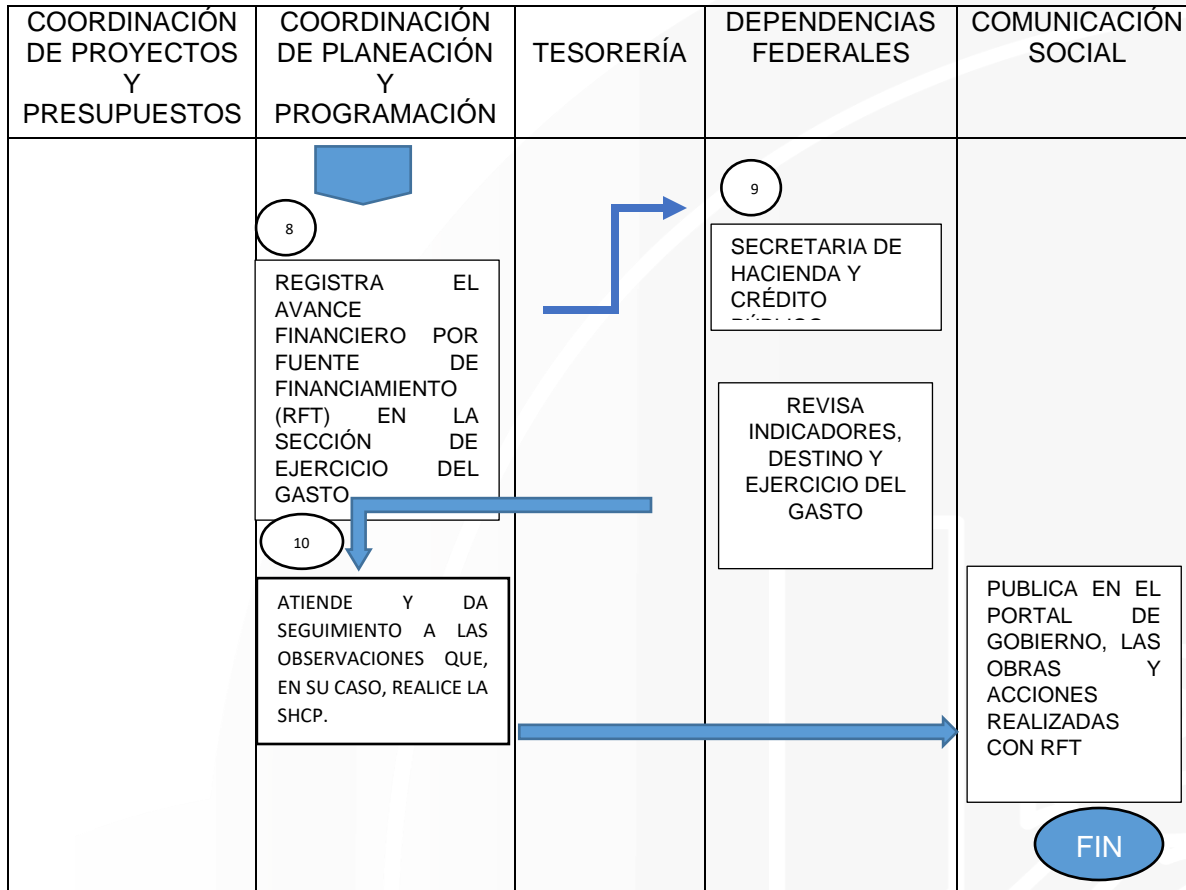 COORDINACIÓN
DE PROYECTOS
Y
PRESUPUESTOS
COORDINACIÓN
DE PLANEACIÓN
Y
PROGRAMACIÓN
TESORERÍA
DEPENDENCIAS
FEDERALES
COMUNICACIÓN
SOCIAL
8
REGISTRA EL
AVANCE
FINANCIERO POR
FUENTE DE
FINANCIAMIENTO
(RFT) EN LA
SECCIÓN DE
EJERCICIO DEL
GASTO
9
SECRETARIA DE
HACIENDA Y
CRÉDITO
REVISA
INDICADORES,
DESTINO Y
EJERCICIO DEL
GASTO
10
ATIENDE Y DA
SEGUIMIENTO A LAS
OBSERVACIONES QUE,
EN SU CASO, REALICE LA
SHCP.
PUBLICA EN EL
PORTAL DE
GOBIERNO, LAS
OBRAS Y
ACCIONES
REALIZADAS
CON RFT
FIN